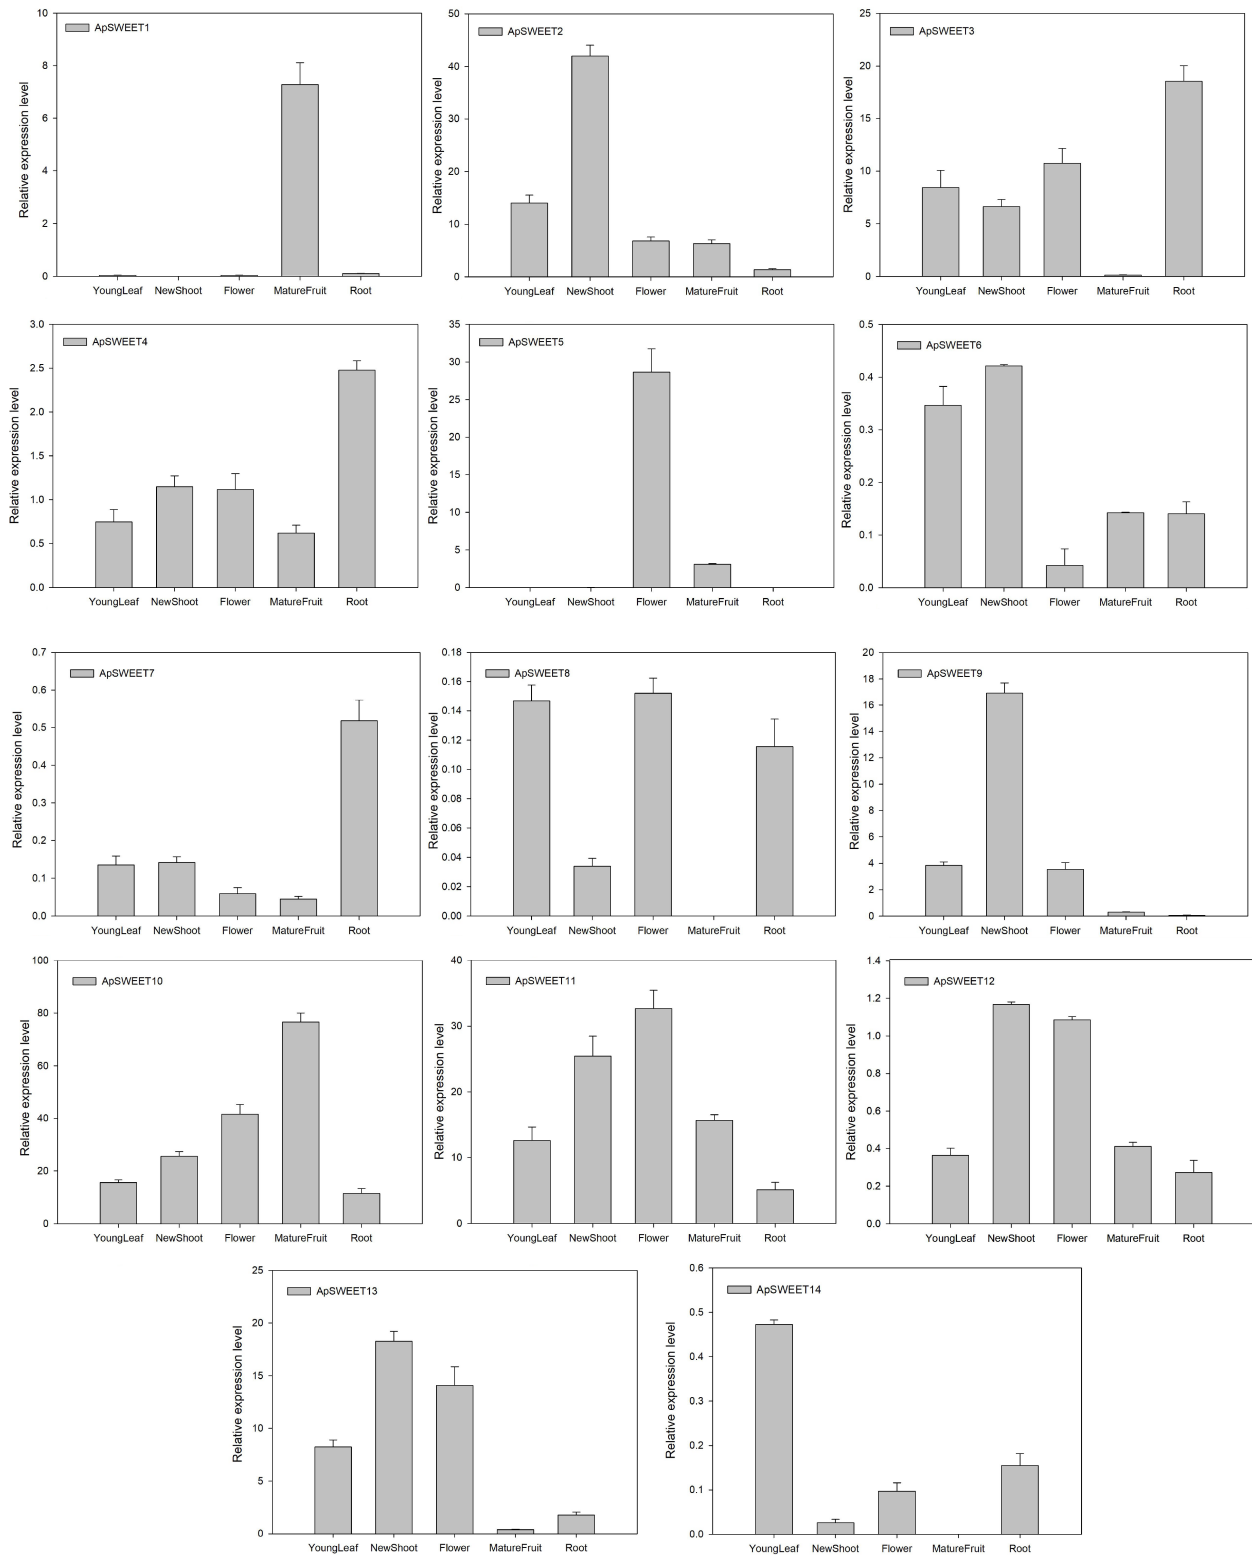 ApSWEET1
Relative expression level
10
8
6
4
2
0
YoungLeaf NewShoot Flower MatureFruit Root
ApSWEET2
Relative expression level
50
40
30
20
10
0
YoungLeaf NewShoot Flower MatureFruit Root
ApSWEET3
Relative expression level
25
20
15
10
5
0
YoungLeaf NewShoot Flower MatureFruit Root
ApSWEET4
Relative expression level
3.0
2.5
2.0
1.5
1.0
0.5
0.0
YoungLeaf NewShoot Flower MatureFruit Root
ApSWEET5
Relative expression level
35
30
25
20
15
10
5
0
YoungLeaf NewShoot Flower MatureFruit Root
ApSWEET6
Relative expression level
0.5
0.4
0.3
0.2
0.1
0.0
YoungLeaf NewShoot Flower MatureFruit Root
ApSWEET7
Relative expression level
0.7
0.6
0.5
0.4
0.3
0.2
0.1
0.0
YoungLeaf NewShoot Flower MatureFruit Root
ApSWEET8
Relative expression level
0.18
0.16
0.14
0.12
0.10
0.08
0.06
0.04
0.02
0.00
YoungLeaf NewShoot Flower MatureFruit Root
ApSWEET9
Relative expression level
20
18
16
14
12
10
8
6
4
2
0
YoungLeaf NewShoot Flower MatureFruit Root
ApSWEET10
Relative expression level
100
80
60
40
20
0
YoungLeaf NewShoot Flower MatureFruit Root
ApSWEET11
Relative expression level
40
30
20
10
0
YoungLeaf NewShoot Flower MatureFruit Root
ApSWEET12
Relative expression level
1.4
1.2
1.0
0.8
0.6
0.4
0.2
0.0
YoungLeaf NewShoot Flower MatureFruit Root
ApSWEET13
Relative expression level
25
20
15
10
5
0
YoungLeaf NewShoot Flower MatureFruit Root
ApSWEET14
Relative expression level
0.6
0.5
0.4
0.3
0.2
0.1
0.0
YoungLeaf NewShoot Flower MatureFruit Root